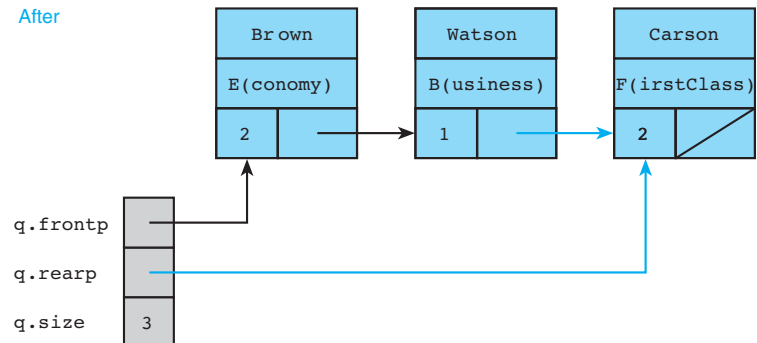 After
Brown
Watson
Carson
E(conomy)
B(usiness)
F(irstClass)
2
1
2
q.frontp
q.rearp
q.size
3